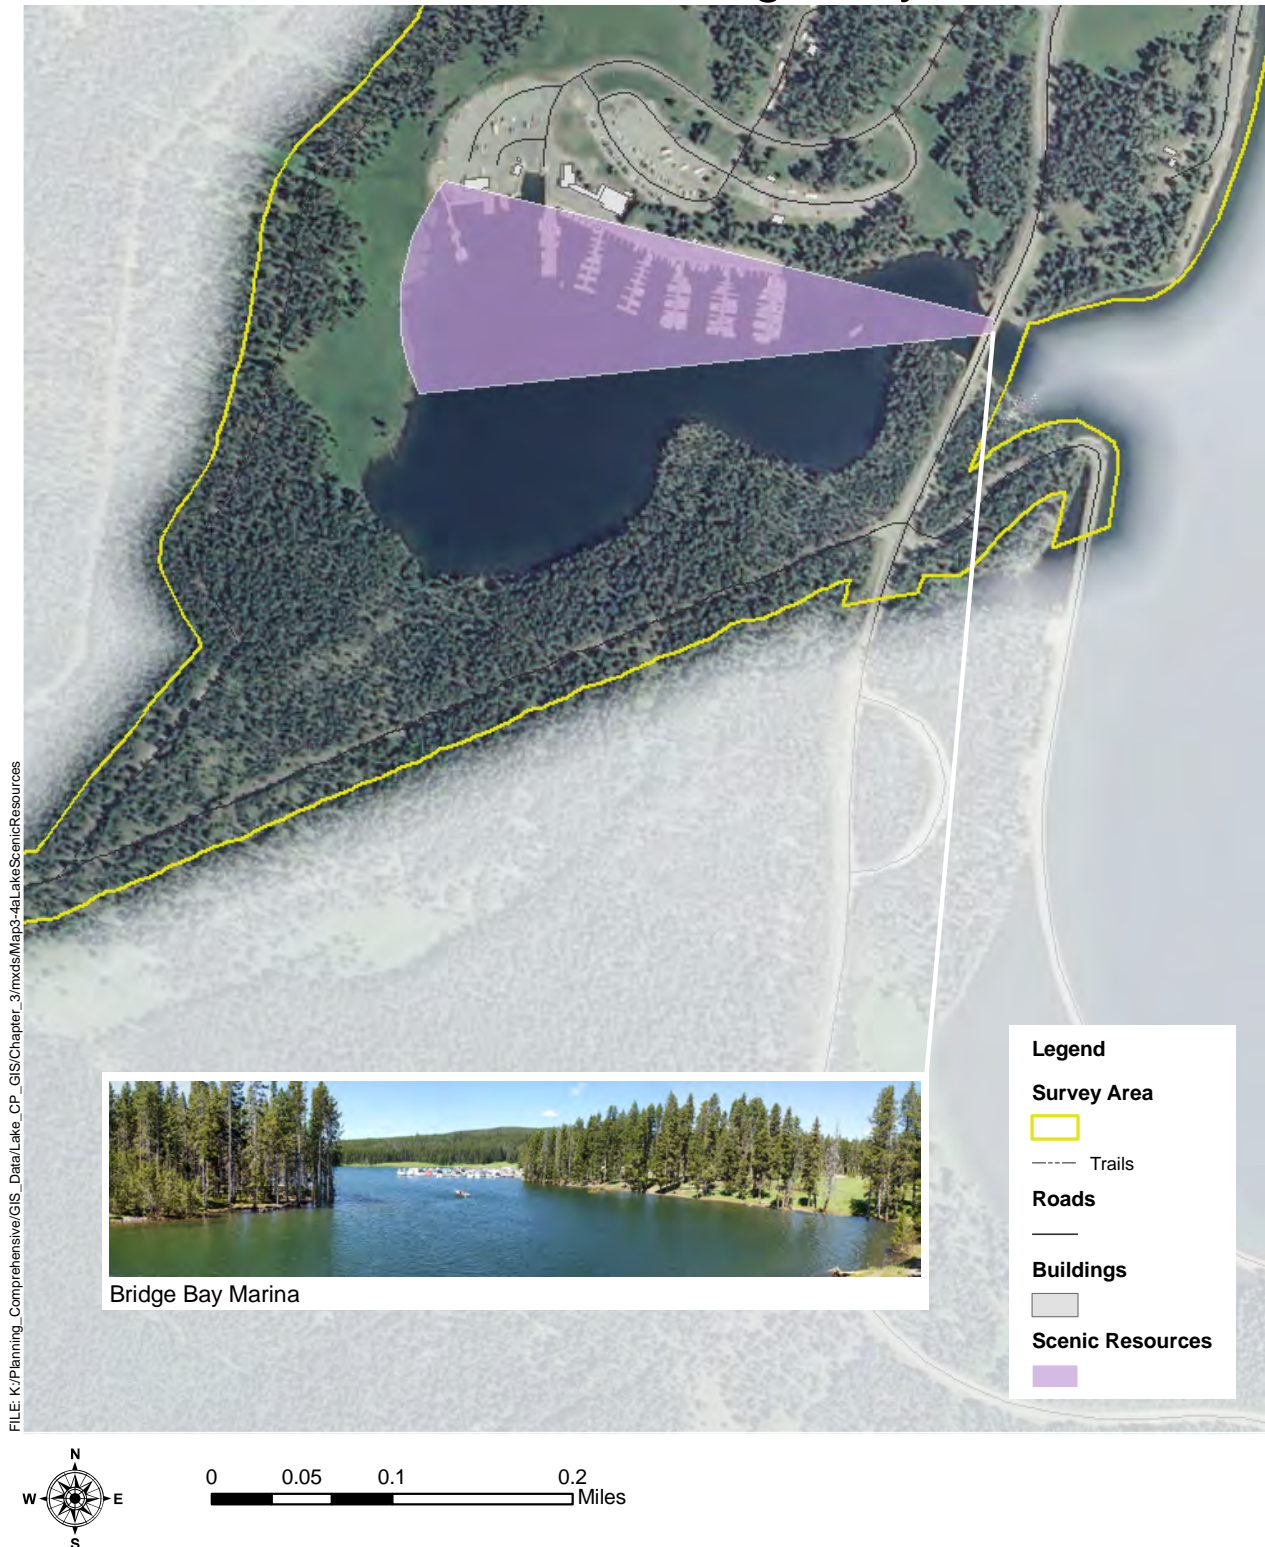 FILE: K:/Planning_Comprehensive/GIS_Data/Lake_CP_GIS/Chapter_3/mxds/Map3-4aLakeScenicResources
Bridge Bay Marina
Legend
Survey Area
Trails
Roads
Buildings
Scenic Resources
N
W E
S
0 0.05 0.1 0.2
Miles